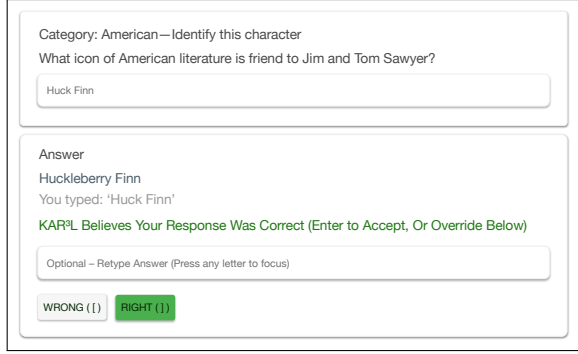 Category: American—Identify this character
What icon of American literature is friend to Jim and Tom Sawyer?
Huck Finn
Answer
Huckleberry Finn
You typed: ‘Huck Finn’
KAR³L Believes Your Response Was Correct (Enter to Accept, Or Override Below)
Optional – Retype Answer (Press any letter to focus)
WRONG ( [ ) RIGHT ( ] )